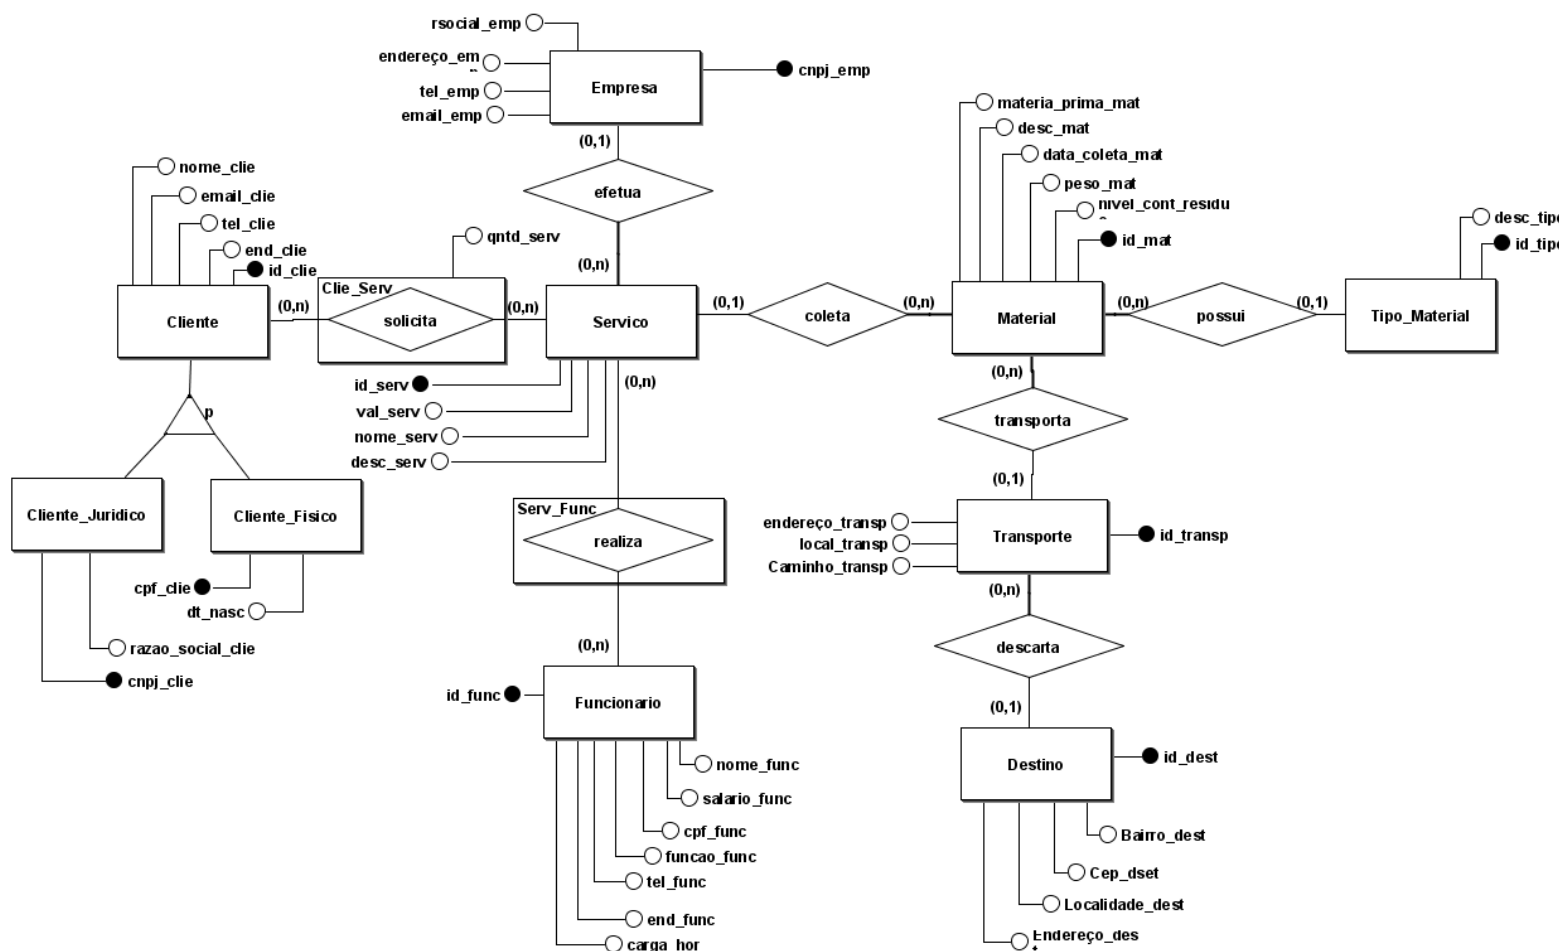 rsocial_emp
endereço_em
p
cnpj_emp
Empresa
tel_emp
email_emp
(0,1)
efetua
(0,n)
materia_prima_mat
desc_mat
data_coleta_mat
peso_mat
nivel_cont_residu
id_mat
nome_clie
email_clie
tel_clie
end_clie
id_clie
qntd_serv
desc_tipo
id_tipo
Clie_Serv
Cliente
(0,n)
solicita
(0,n)
Servico
(0,1)
coleta
(0,n)
Material
(0,n)
possui
(0,1)
Tipo_Material
id_serv
val_serv
nome_serv
desc_serv
(0,n)
(0,n)
transporta
(0,1)
p
Cliente_Juridico
Cliente_Fisico
cpf_clie
dt_nasc
razao_social_clie
cnpj_clie
Serv_Func
realiza
(0,n)
endereço_transp
local_transp
Caminho_transp
Transporte
id_transp
(0,n)
descarta
(0,1)
id_func
Funcionario
nome_func
salario_func
cpf_func
funcao_func
tel_func
end_func
carga_hor
Destino
id_dest
Bairro_dest
Cep_dset
Localidade_dest
Endereço_des
t